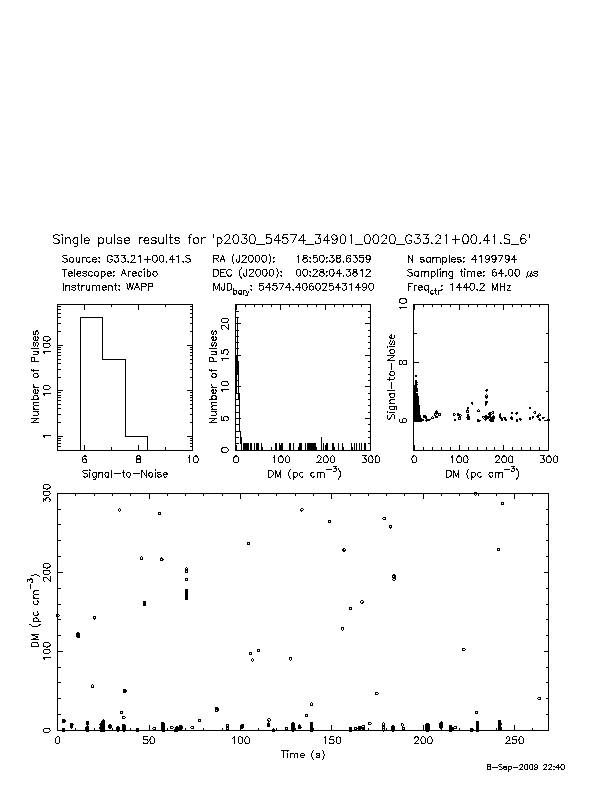 Single pulse results for 'p2030_54574_34901_0020_G33.21+00.41.S_6'
Source: G33.21+00.41.S RA (J2000): 18:50:38.6359 N samples: 4199794
Telescope: Arecibo DEC (J2000): 00:28:04.3812 Sampling time: 64.00 μs
Instrument: WAPP MJDbary: 54574.406025431490 Freqctr: 1440.2 MHz
Number of Pulses
100
10
1
6 8 10
Signal-to-Noise
Number of Pulses
20
15
10
5
0
0 100 200 300
DM (pc cm-3)
Signal-to-Noise
10
8
6
0 100 200 300
DM (pc cm-3)
DM (pc cm-3)
300
200
100
0
0 50 100 150 200 250
Time (s)
8-Sep-2009 22:40